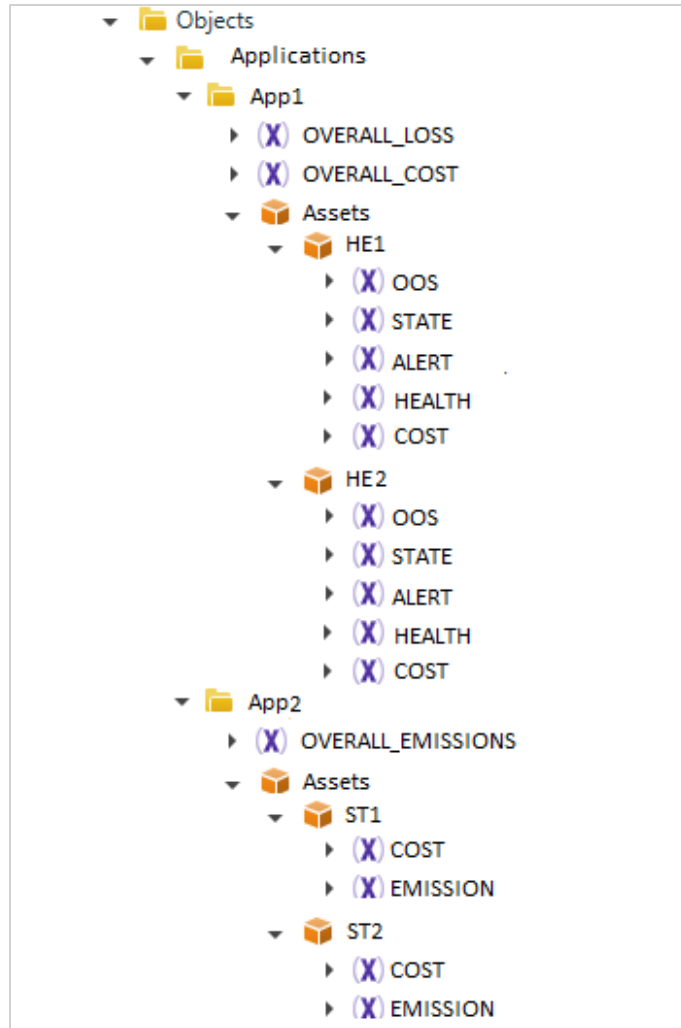 Objects
Applications
App1
(X) OVERALL_LOSS
(X) OVERALL_COST
Assets
HE1
(X) OOS
(X) STATE
(X) ALERT
(X) HEALTH
(X) COST
HE2
(X) OOS
(X) STATE
(X) ALERT
(X) HEALTH
(X) COST
App2
(X) OVERALL_EMISSIONS
Assets
ST1
(X) COST
(X) EMISSION
ST2
(X) COST
(X) EMISSION